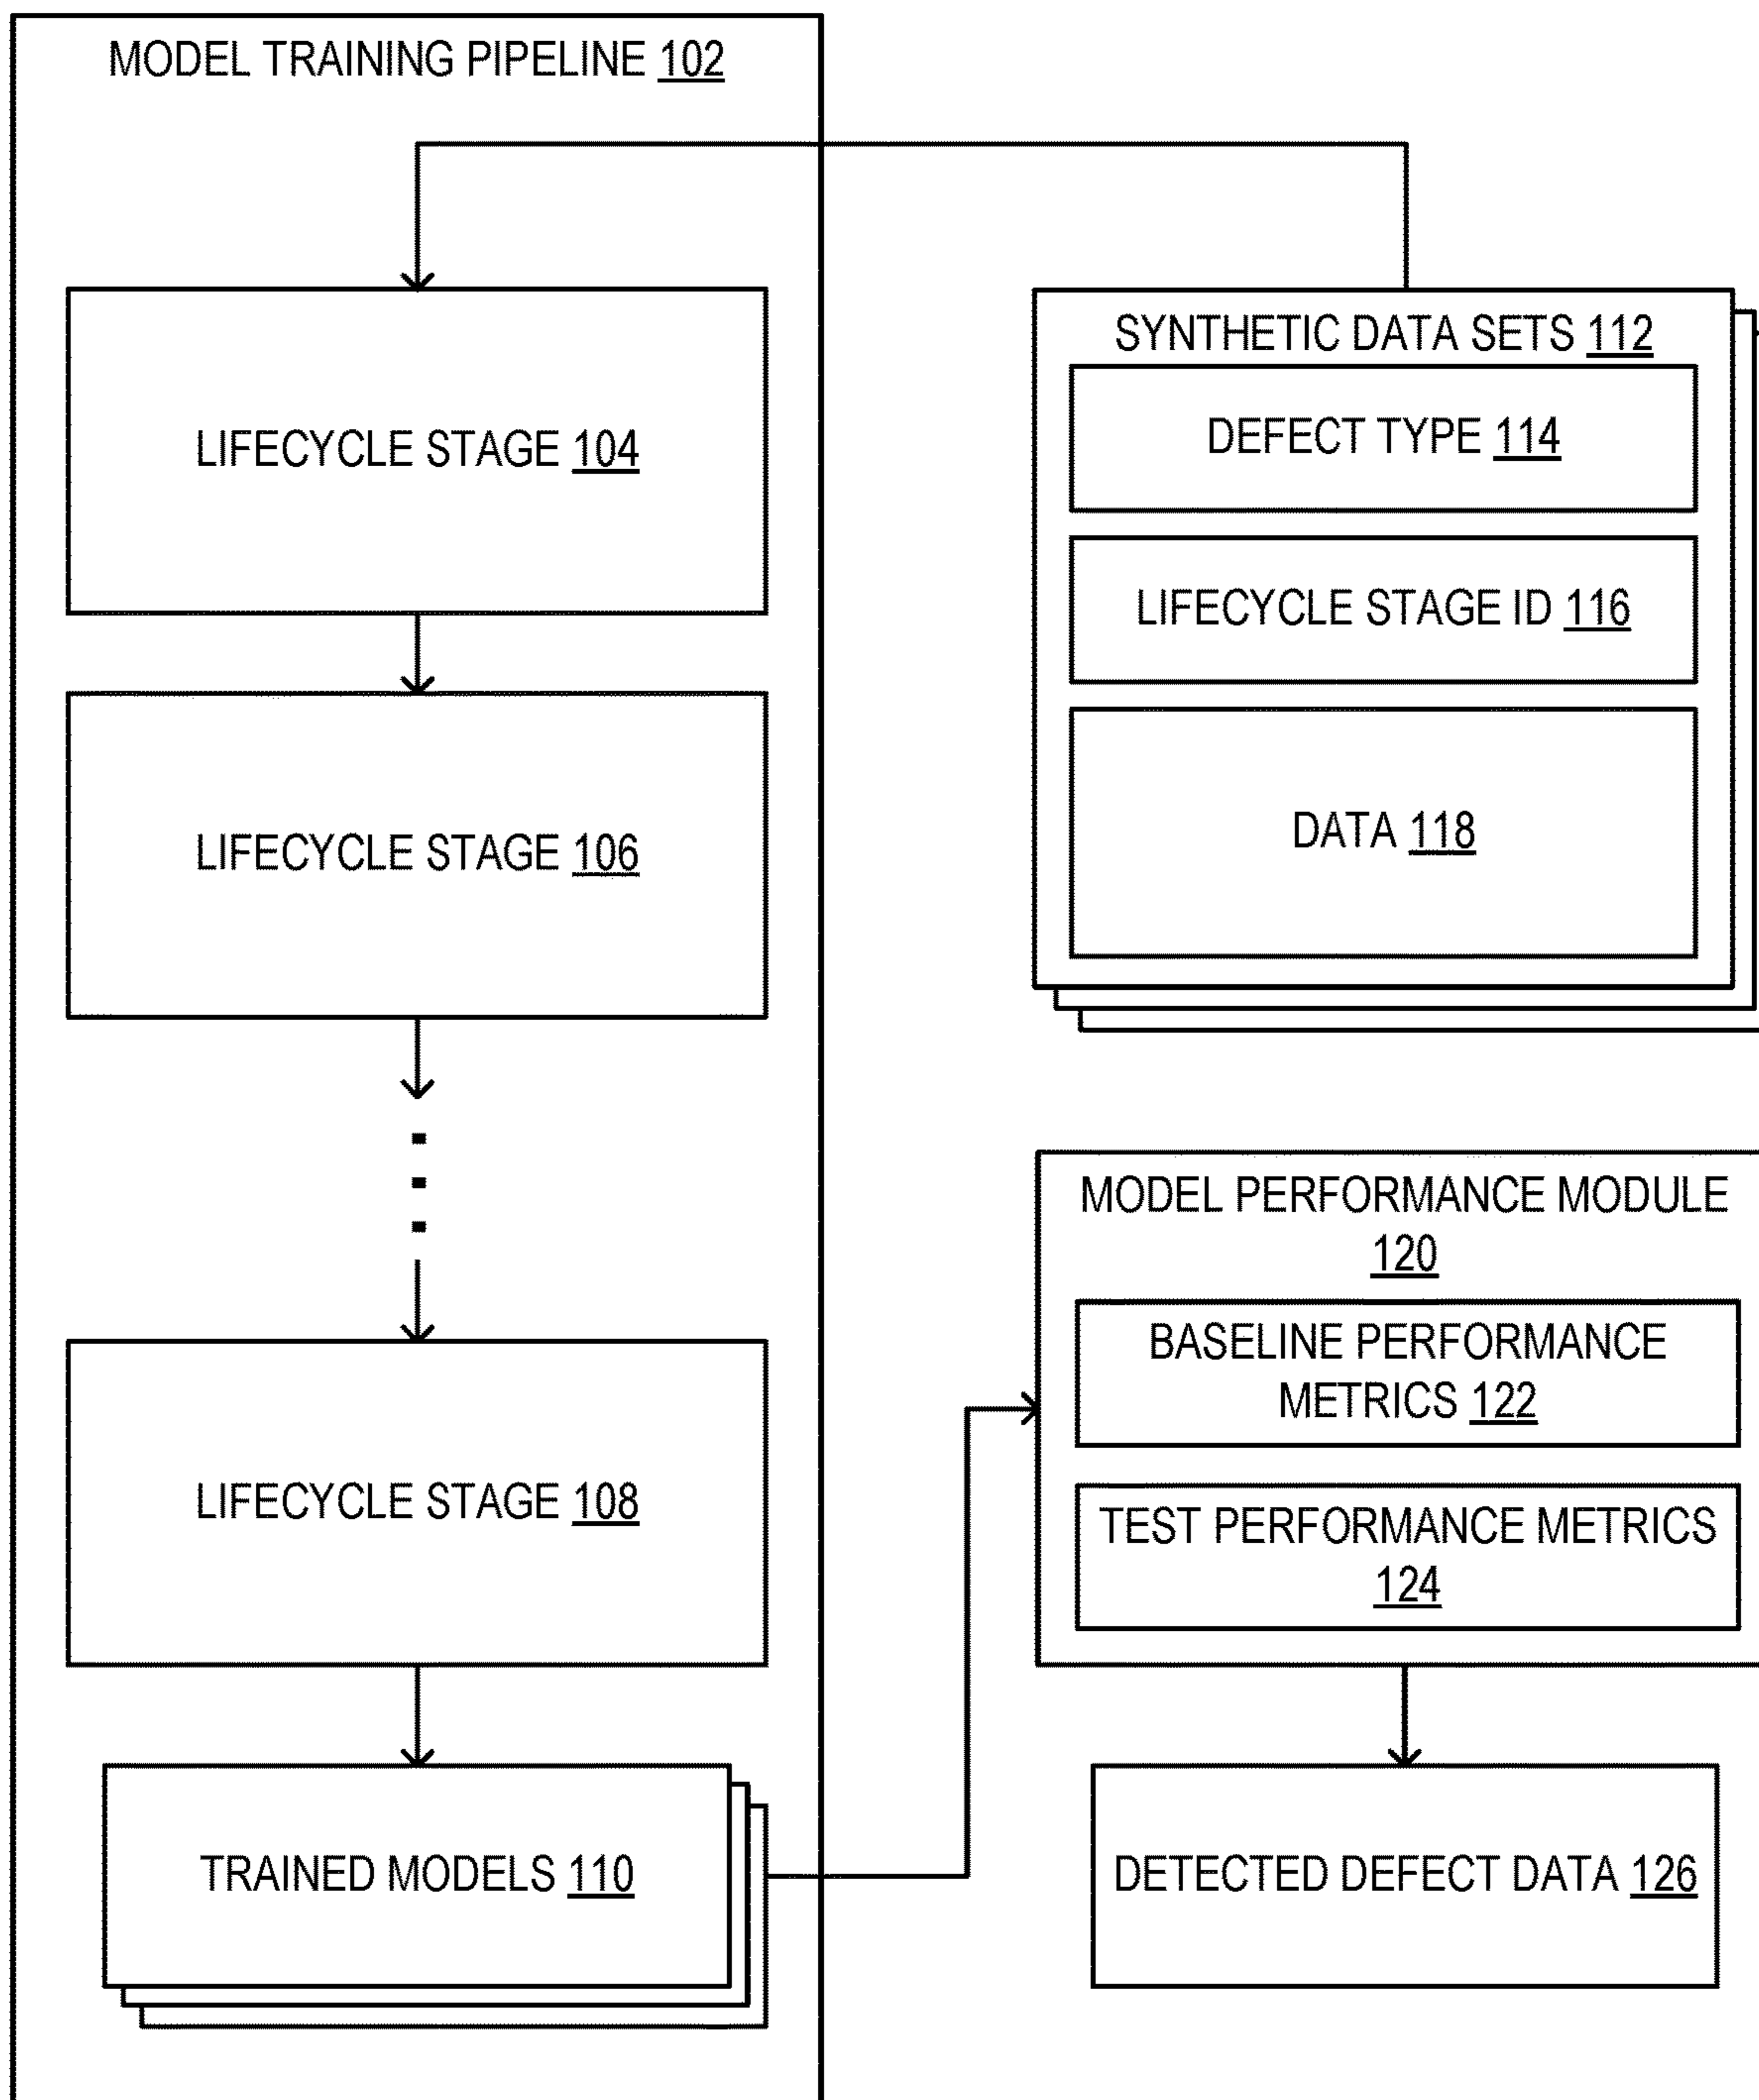 MODEL TRAINING PIPELINE 102
LIFECYCLE STAGE 104
LIFECYCLE STAGE 106
LIFECYCLE STAGE 108
TRAINED MODELS 110
SYNTHETIC DATA SETS 112
DEFECT TYPE 114
LIFECYCLE STAGE ID 116
DATA 118
MODEL PERFORMANCE MODULE
120
BASELINE PERFORMANCE
METRICS 122
TEST PERFORMANCE METRICS
124
DETECTED DEFECT DATA 126